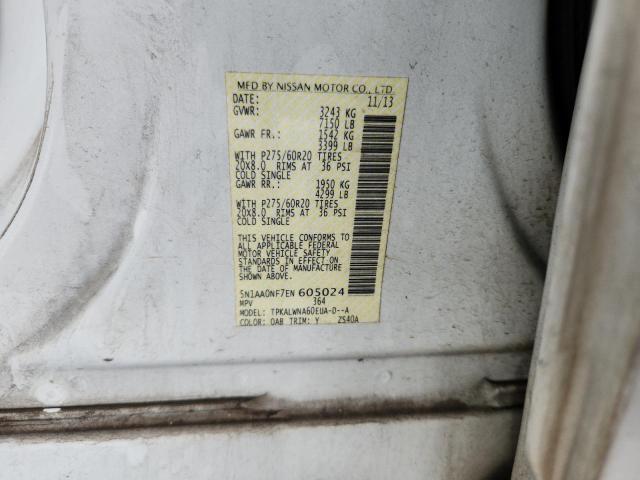 MFD BY NISSAN MOTOR CO., LTD.
DATE: 11/13
GVWR: 3243 KG
7150 LB
GAWR FR.: 1542 KG
3399 LB
WITH P275/60R20 TIRES
20X8.0 RIMS AT 36 PSI
COLD SINGLE
GAWR RR.: 1950 KG
4299 LB
WITH P275/60R20 TIRES
20X8.0 RIMS AT 36 PSI
COLD SINGLE
THIS VEHICLE CONFORMS TO
ALL APPLICABLE FEDERAL
MOTOR VEHICLE SAFETY
STANDARDS IN EFFECT ON
THE DATE OF MANUFACTURE
SHOWN ABOVE.
5N1AA0NF7EN605024
MPV 364
MODEL: TPKALWNA60EUA-D--A
COLOR: QAB TRIM: Y ZS40A